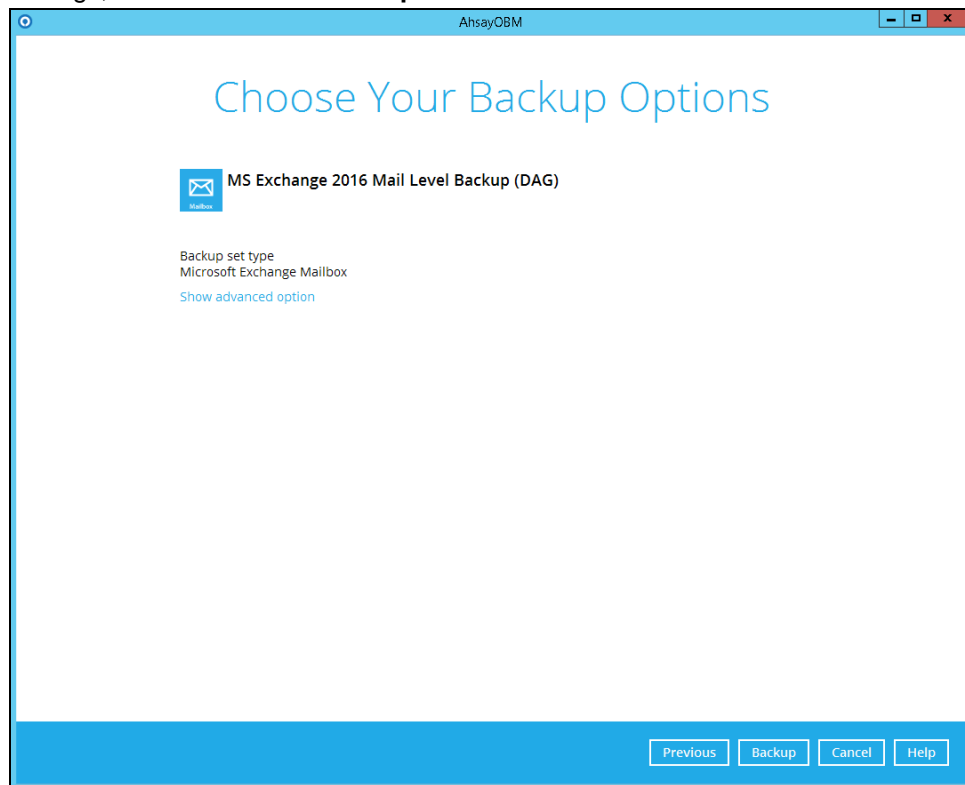 AhsayOBM
Choose Your Backup Options
MS Exchange 2016 Mail Level Backup (DAG)
Mailbox
Backup set type
Microsoft Exchange Mailbox
Show advanced option
Previous Backup Cancel Help